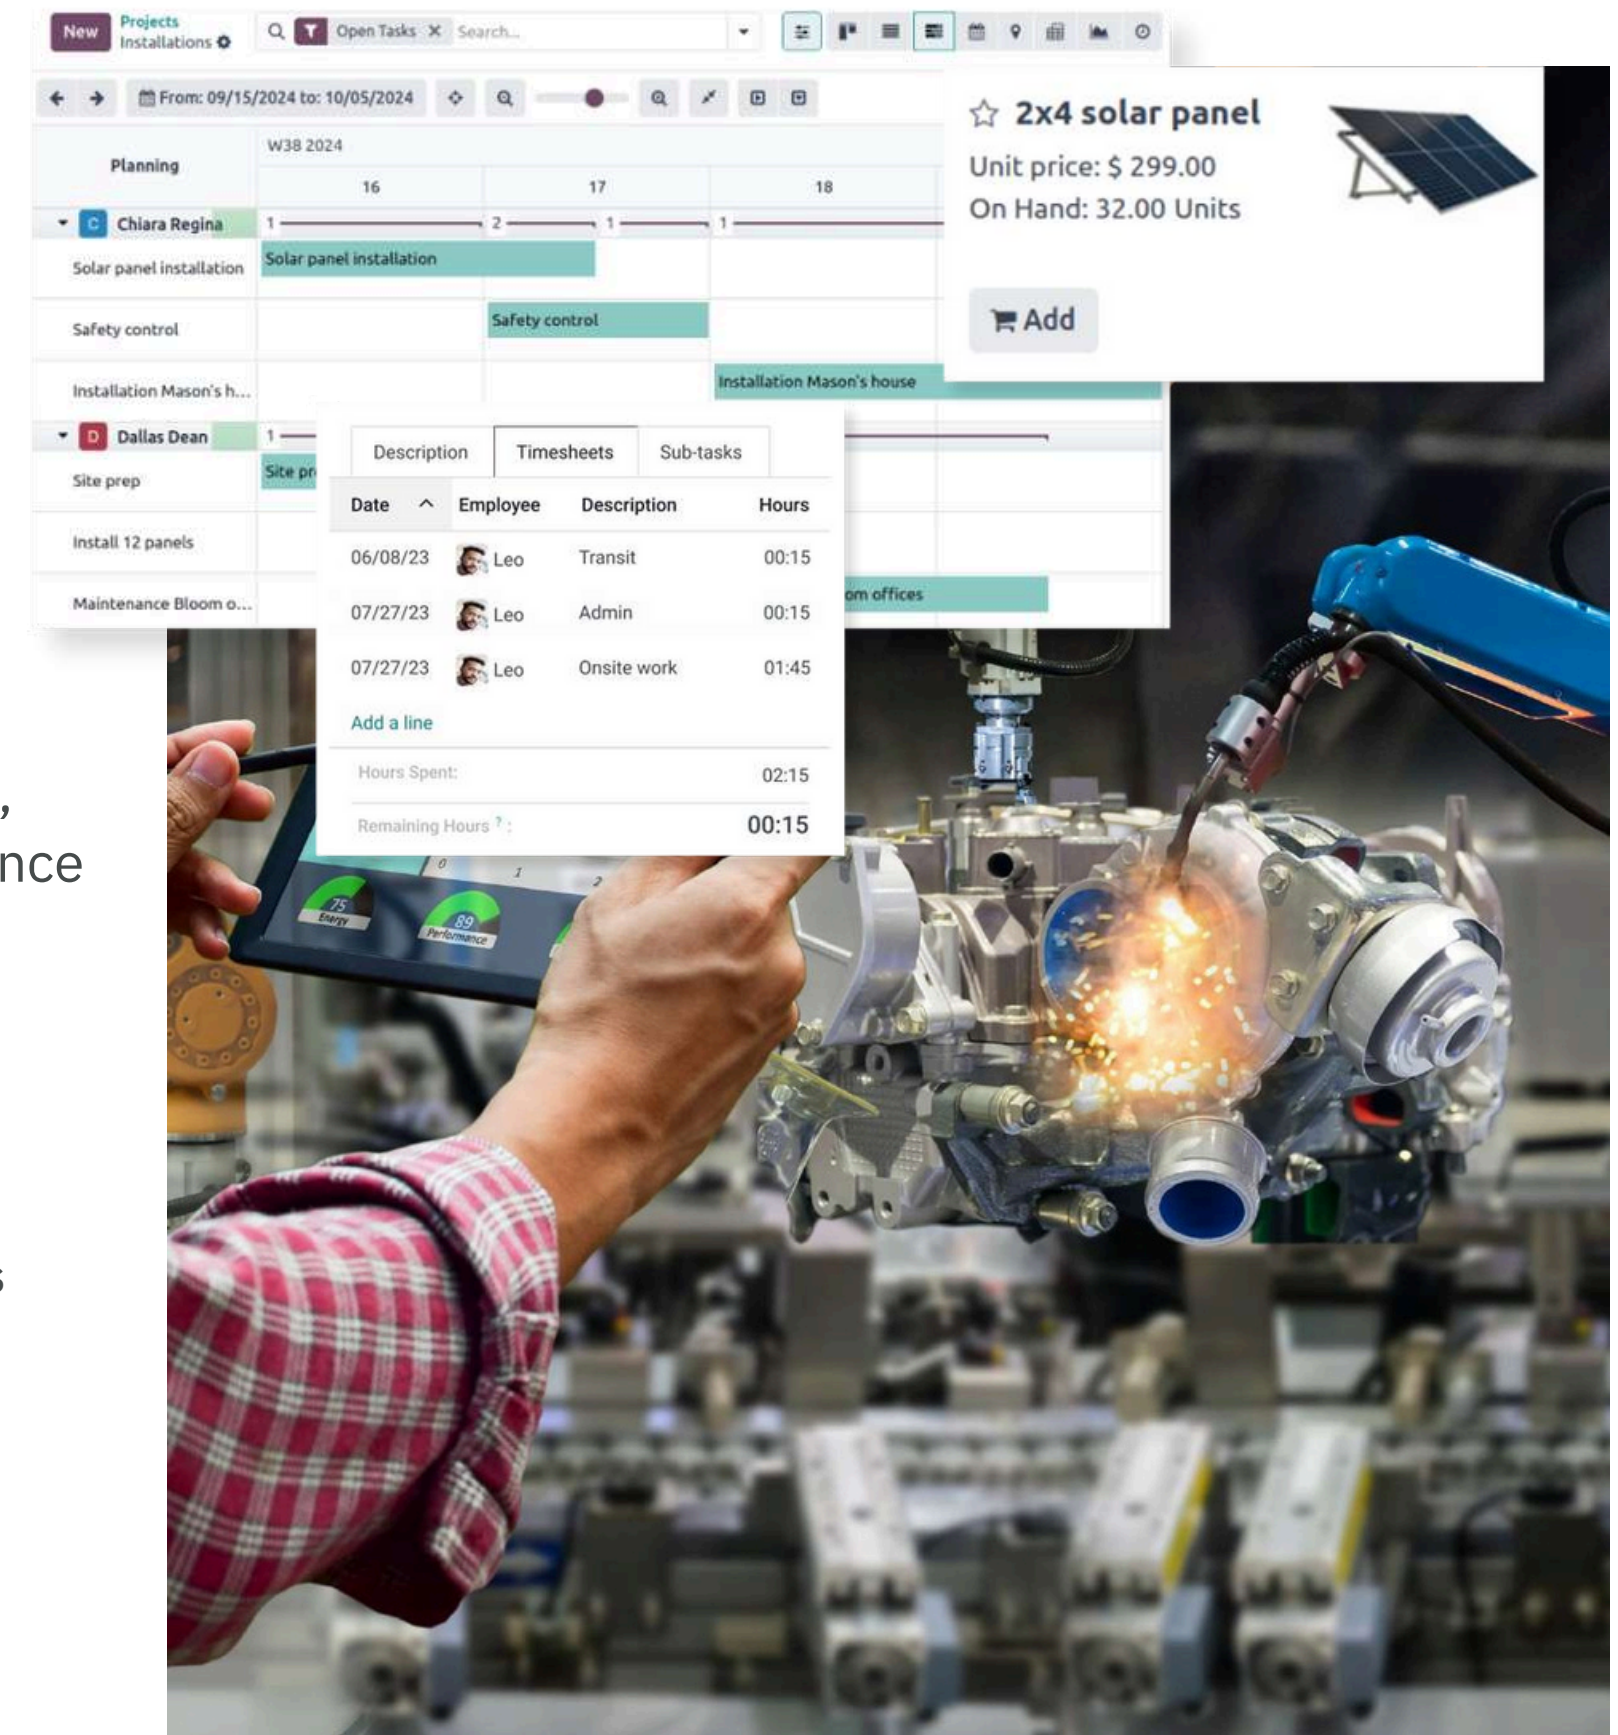 New
Projects
Installations
Open Tasks
Search...
From: 09/15/2024 to: 10/05/2024
Planning
W38 2024
16 17 18
C Chiara Regina 1 2 1 1
Solar panel installation Solar panel installation
Safety control Safety control
Installation Mason's h... Installation Mason's house
D Dallas Dean 1
Site prep Site pr
Install 12 panels
Maintenance Bloom o... om offices
2x4 solar panel
Unit price: $ 299.00
On Hand: 32.00 Units
Add
Description Timesheets Sub-tasks
Date Employee Description Hours
06/08/23 Leo Transit 00:15
07/27/23 Leo Admin 00:15
07/27/23 Leo Onsite work 01:45
Add a line
Hours Spent: 02:15
Remaining Hours ? : 00:15
,
nce
s
0 1 2
75
Energy
89
Performance